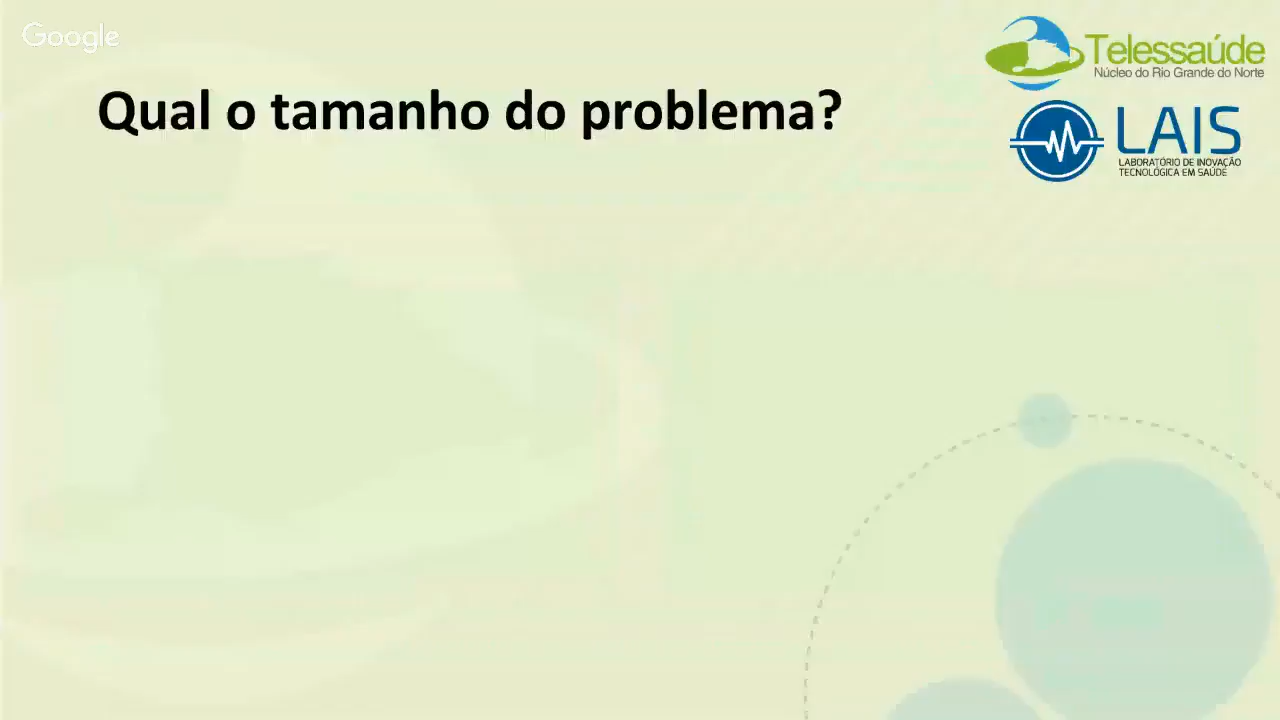 Google
Qual o tamanho do problema?
Telessaúde
Núcleo do Rio Grande do Norte
LAIS
LABORATÓRIO DE INOVAÇÃO
TECNOLÓGICA EM SAÚDE